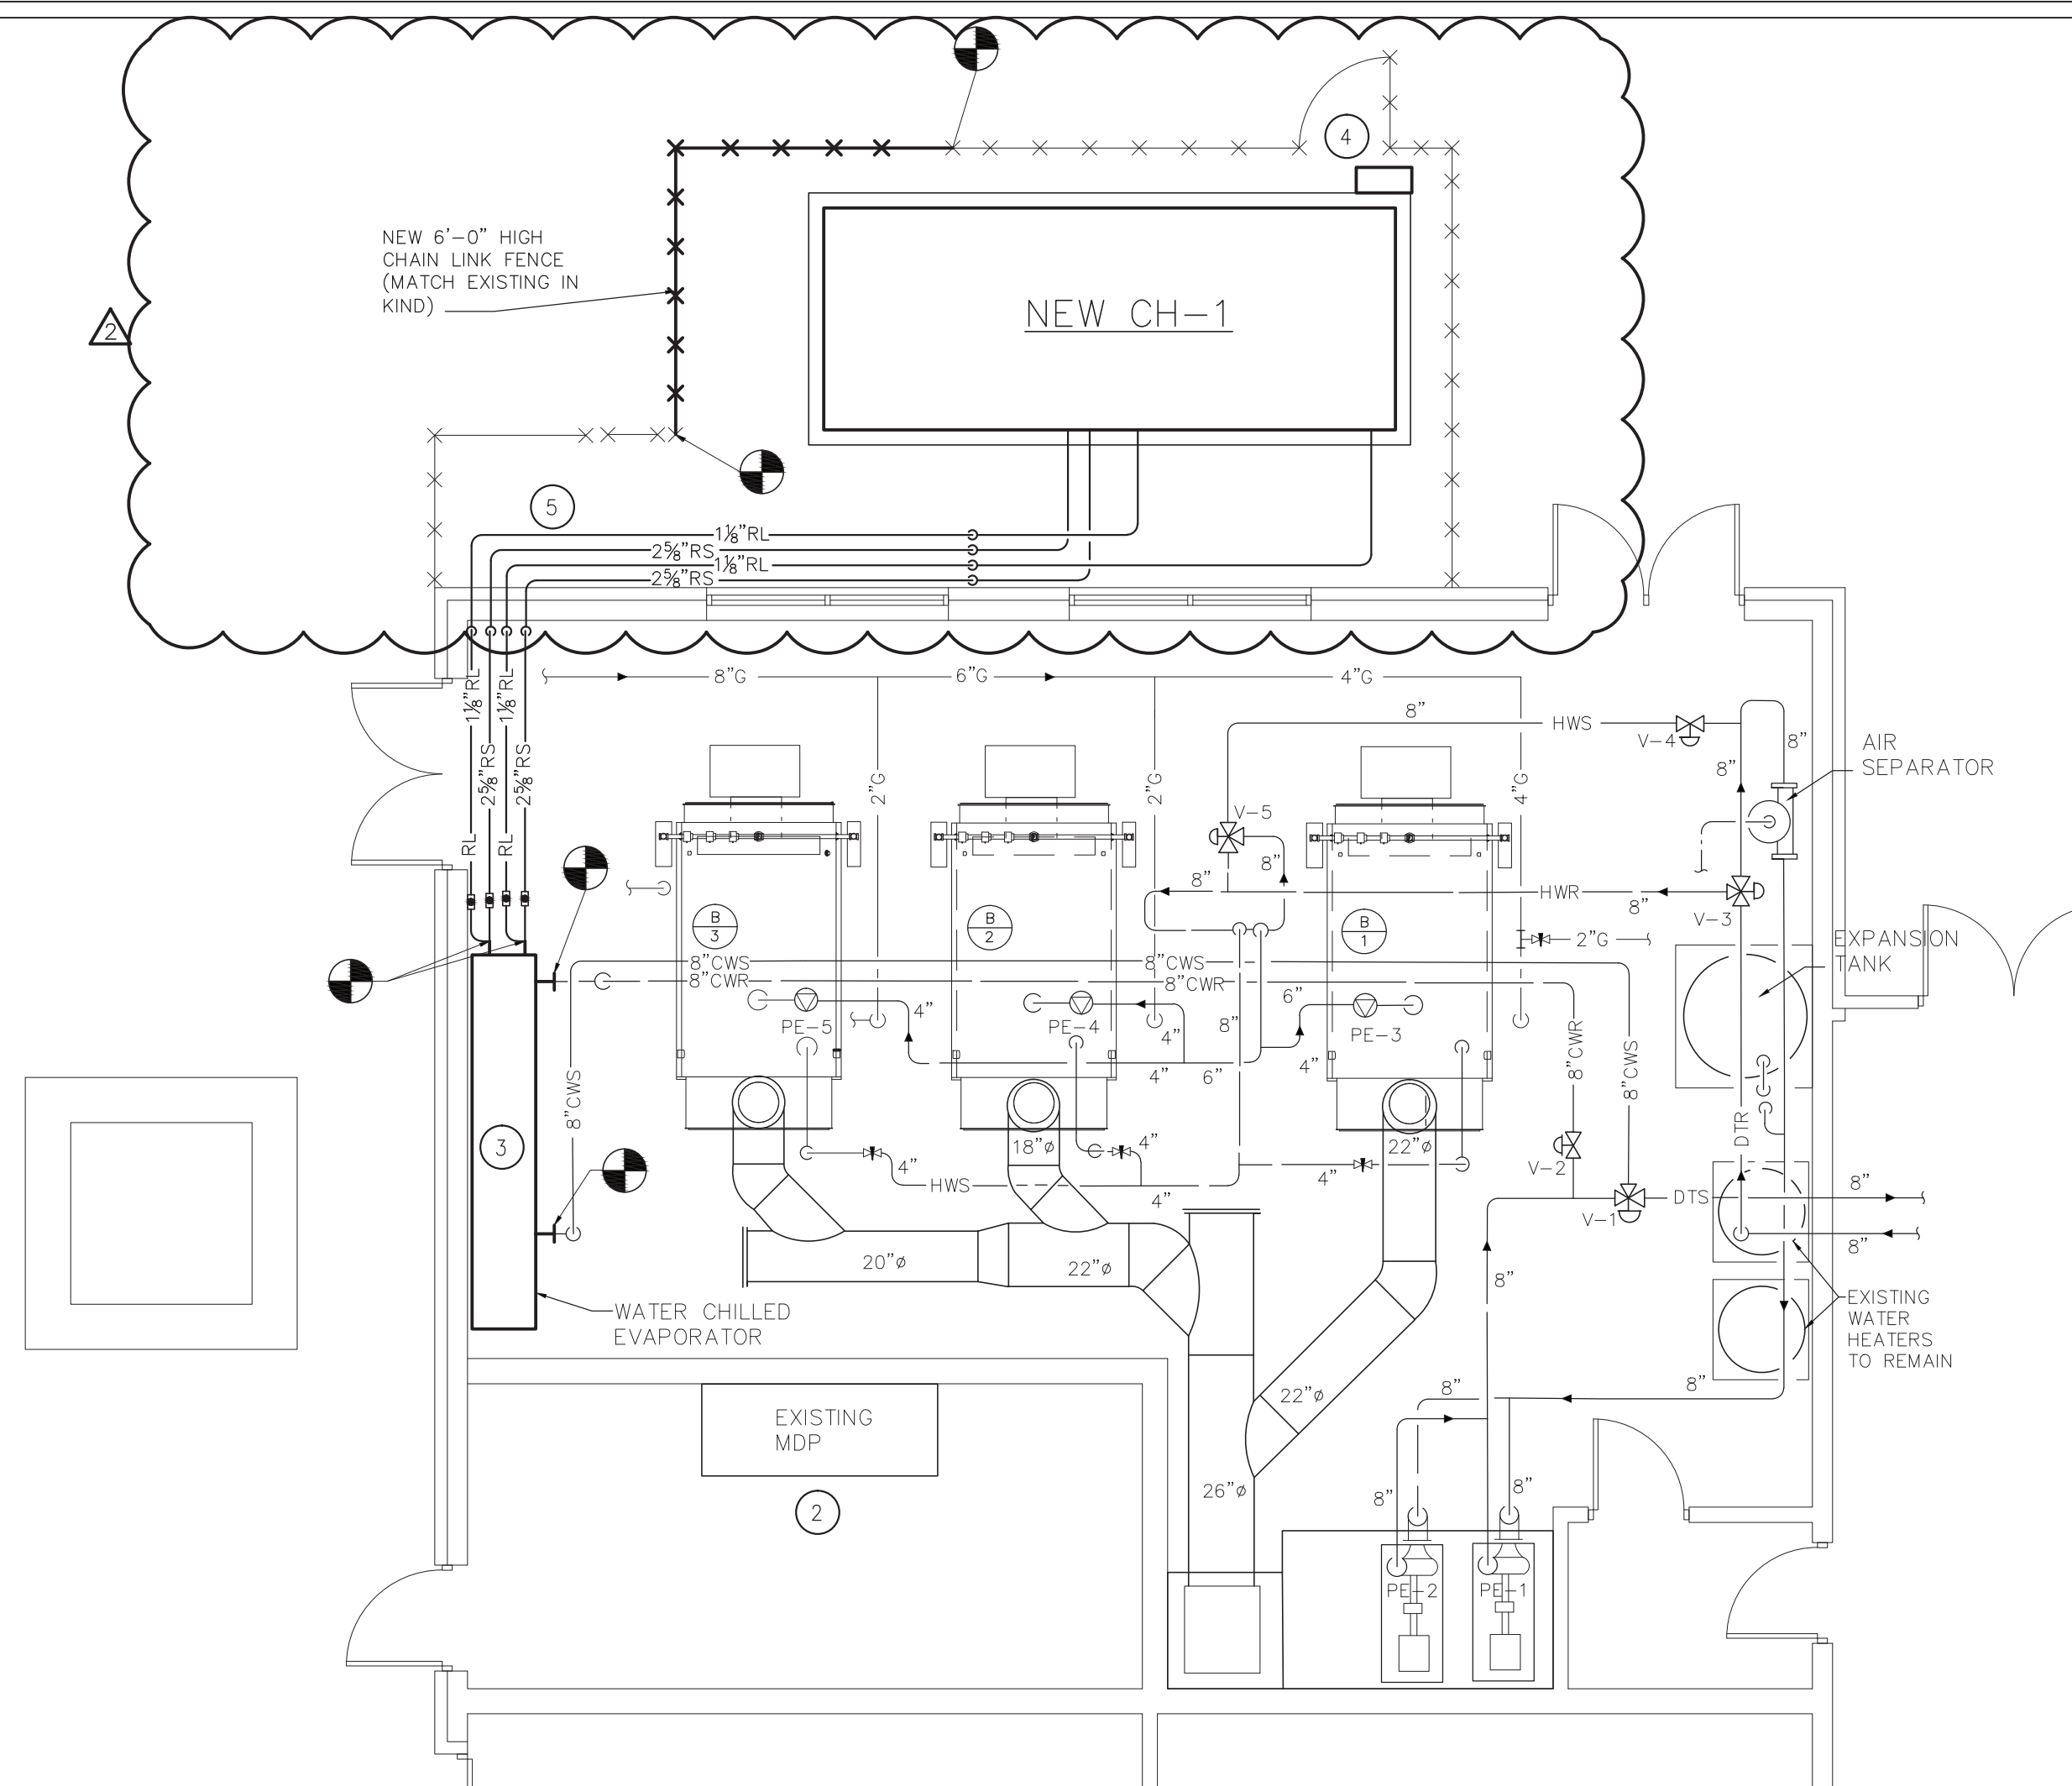 4
NEW 6'-0" HIGH
CHAIN LINK FENCE
(MATCH EXISTING IN
KIND)
NEW CH-1
2
5
1⅛"RL
2⅝"RS
1⅛"RL
2⅝"RS
1⅛"RL
1⅛"RL
2⅝"RS
2⅝"RS
RL
RL
8"G
6"G
4"G
2"G
2"G
4"G
8"
HWS
V-4
8"
8"
AIR
SEPARATOR
V-5
8"
8"
HWR
8"
V-3
B
3
B
2
B
1
2"G
EXPANSION
TANK
8"CWS
8"CWS
8"CWR
8"CWR
PE-5
4"
PE-4
4"
8"
6"
PE-3
4"
4"
6"
8"CWS
8"CWR
8"CWS
DTR
3
18"ø
4"
22"ø
4"
HWS
4"
4"
V-2
V-1
DTS
8"
8"
20"ø
22"ø
8"
WATER CHILLED
EVAPORATOR
EXISTING
WATER
HEATERS
TO REMAIN
22"ø
8"
8"
EXISTING
MDP
2
26"ø
8"
8"
PE-2
PE-1